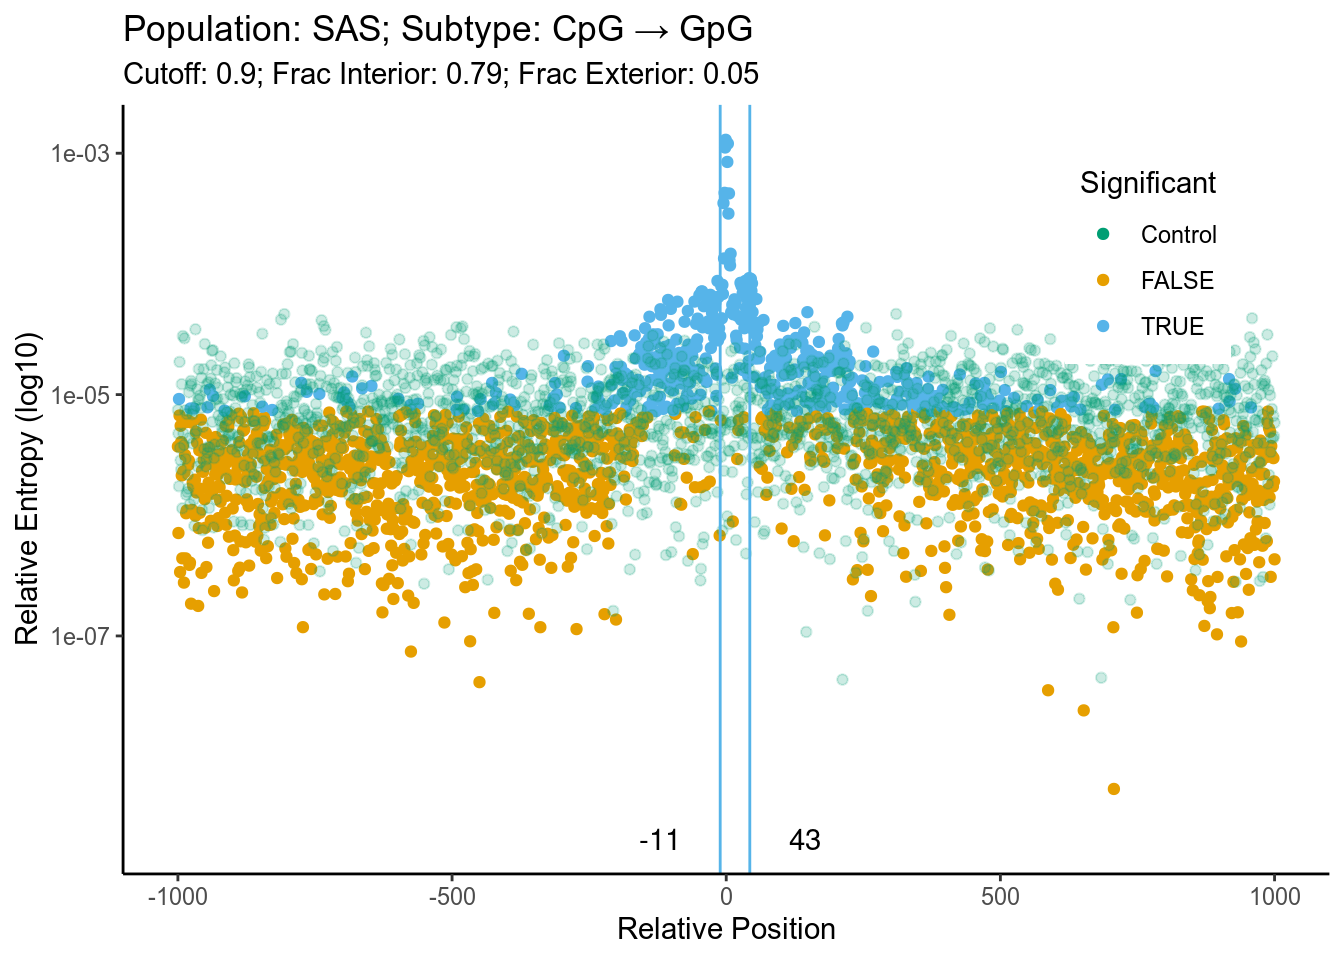 Population: SAS; Subtype: CpG → GpG
Cutoff: 0.9; Frac Interior: 0.79; Frac Exterior: 0.05
Relative Entropy (log10)
1e-03
1e-05
1e-07
Significant
Control
FALSE
TRUE
-11
43
-1000
-500
0
500
1000
Relative Position